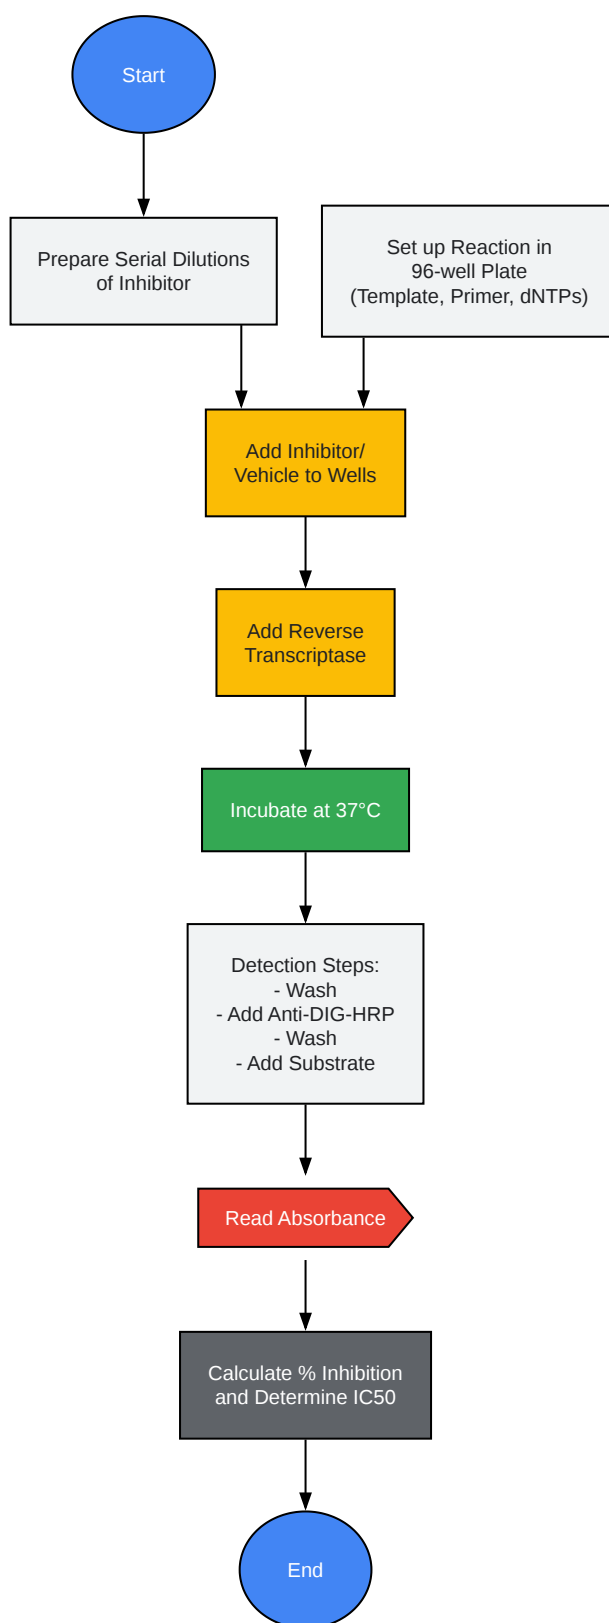 Start
Prepare Serial Dilutions
of Inhibitor
Set up Reaction in
96-well Plate
(Template, Primer, dNTPs)
Add Inhibitor/
Vehicle to Wells
Add Reverse
Transcriptase
Incubate at 37°C
Detection Steps:
- Wash
- Add Anti-DIG-HRP
- Wash
- Add Substrate
Read Absorbance
Calculate % Inhibition
and Determine IC50
End